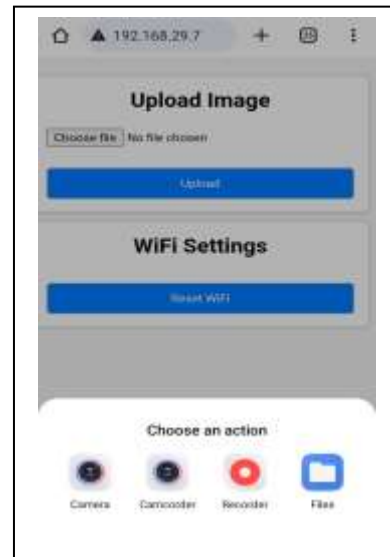 192.168.29.7
Upload Image
Choose file No file chosen
Upload
WiFi Settings
Reset WiFi
Choose an action
Camera Camcorder Recorder Files